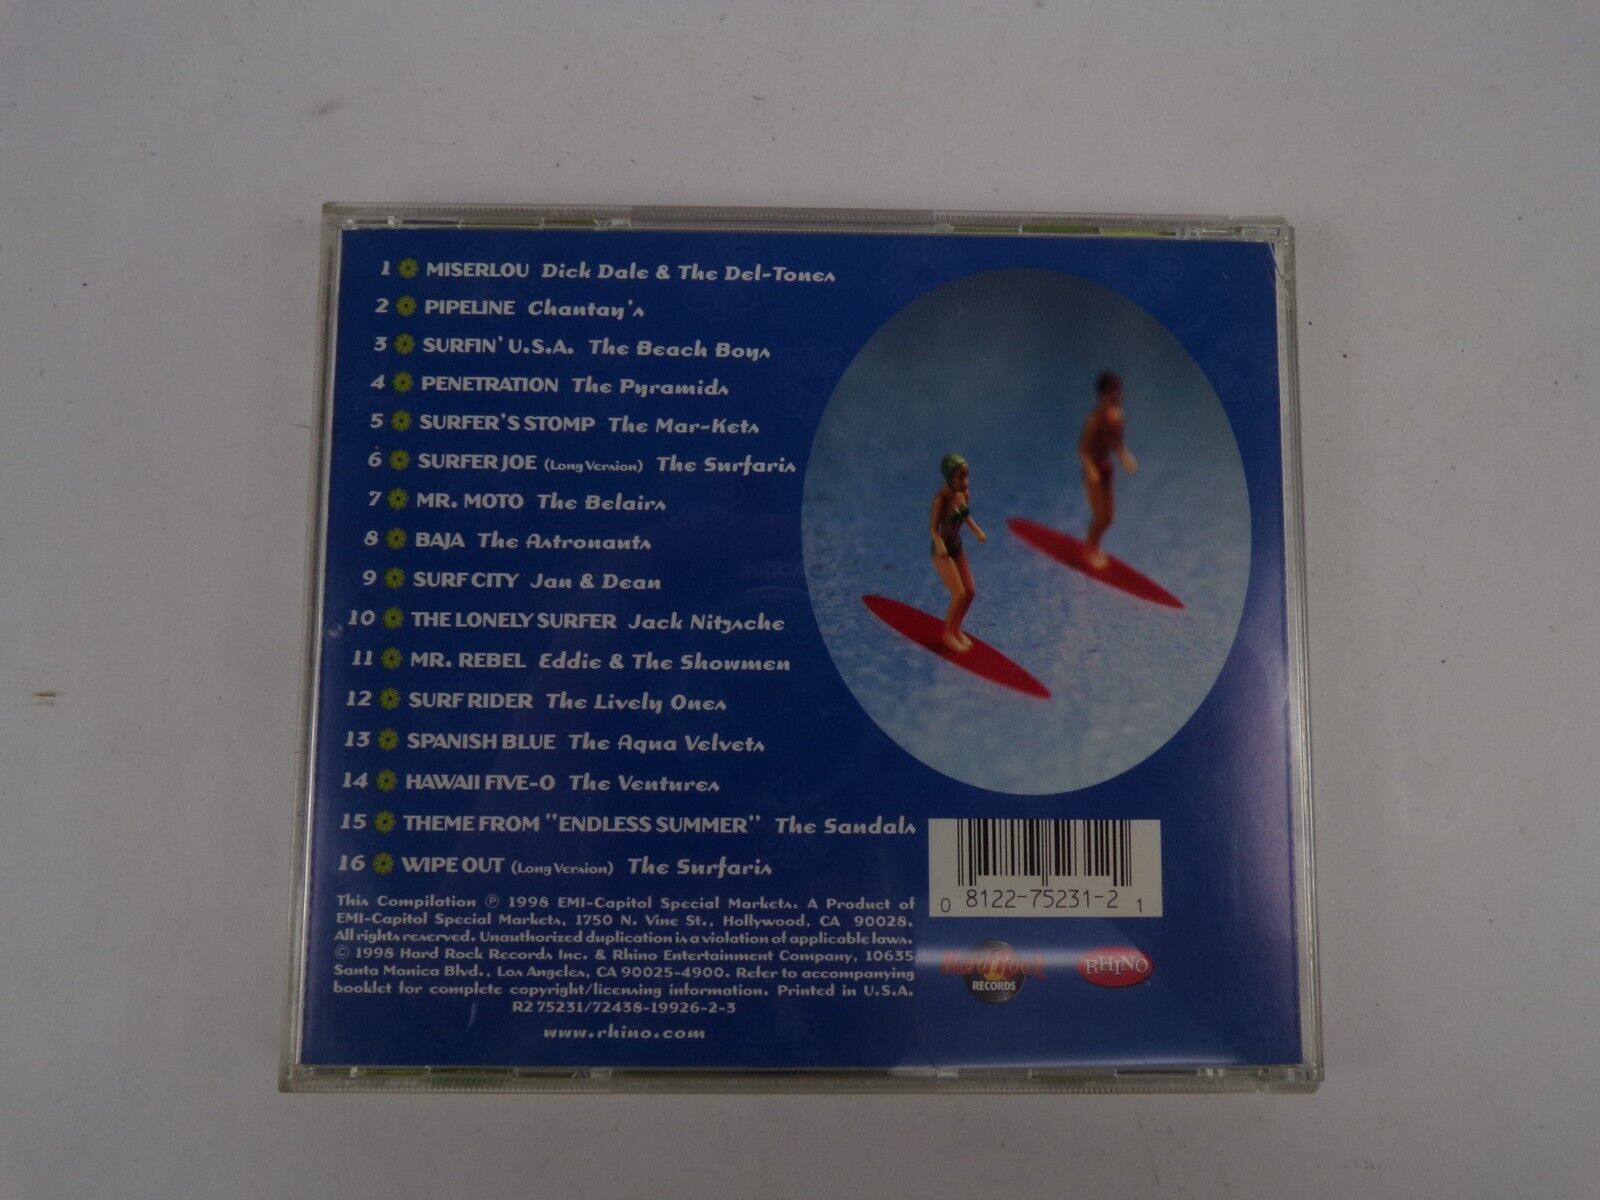 1 MISERLOU Dick Dale & The Del-Tones
2 PIPELINE Chantay's
3 SURFIN' U.S.A. The Beach Boys
4 PENETRATION The Pyramids
5 SURFER'S STOMP The Mar-Kets
6 SURFER JOE (Long Version) The Surfaris
7 MR. MOTO The Belairs
8 BAJA The Astronauts
9 SURF CITY Jan & Dean
10 THE LONELY SURFER Jack Nitzsche
11 MR. REBEL Eddie & The Showmen
12 SURF RIDER The Lively Ones
13 SPANISH BLUE The Aqua Velvets
14 HAWAII FIVE-O The Ventures
15 THEME FROM "ENDLESS SUMMER" The Sandals
16 WIPE OUT (Long Version) The Surfaris
This Compilation ℗ 1998 EMI-Capitol Special Markets. A Product of
EMI-Capitol Special Markets, 1750 N. Vine St., Hollywood, CA 90028.
All rights reserved. Unauthorized duplication is a violation of applicable laws.
© 1998 Hard Rock Records Inc. & Rhino Entertainment Company, 10635
Santa Monica Blvd., Los Angeles, CA 90025-4900. Refer to accompanying
booklet for complete copyright/licensing information. Printed in U.S.A.
R2 75231/72438-19926-2-3
www.rhino.com
0 8122-75231-2 1
Hard Rock
RECORDS
RHINO